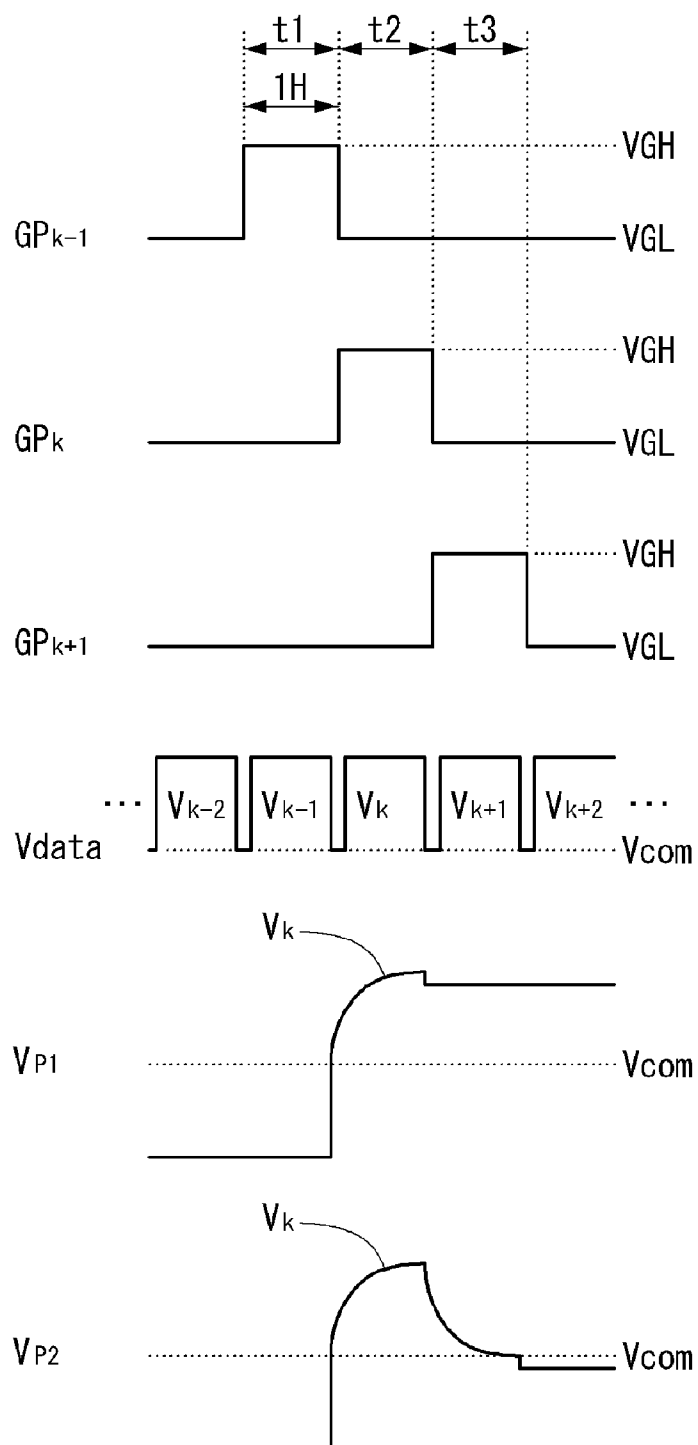 t1 t2 t3
1H
VGH
GPk-1 VGL
VGH
GPk VGL
VGH
GPk+1 VGL
... Vk-2 Vk-1 Vk Vk+1 Vk+2 ...
Vdata Vcom
Vk
VP1 Vcom
Vk
VP2 Vcom